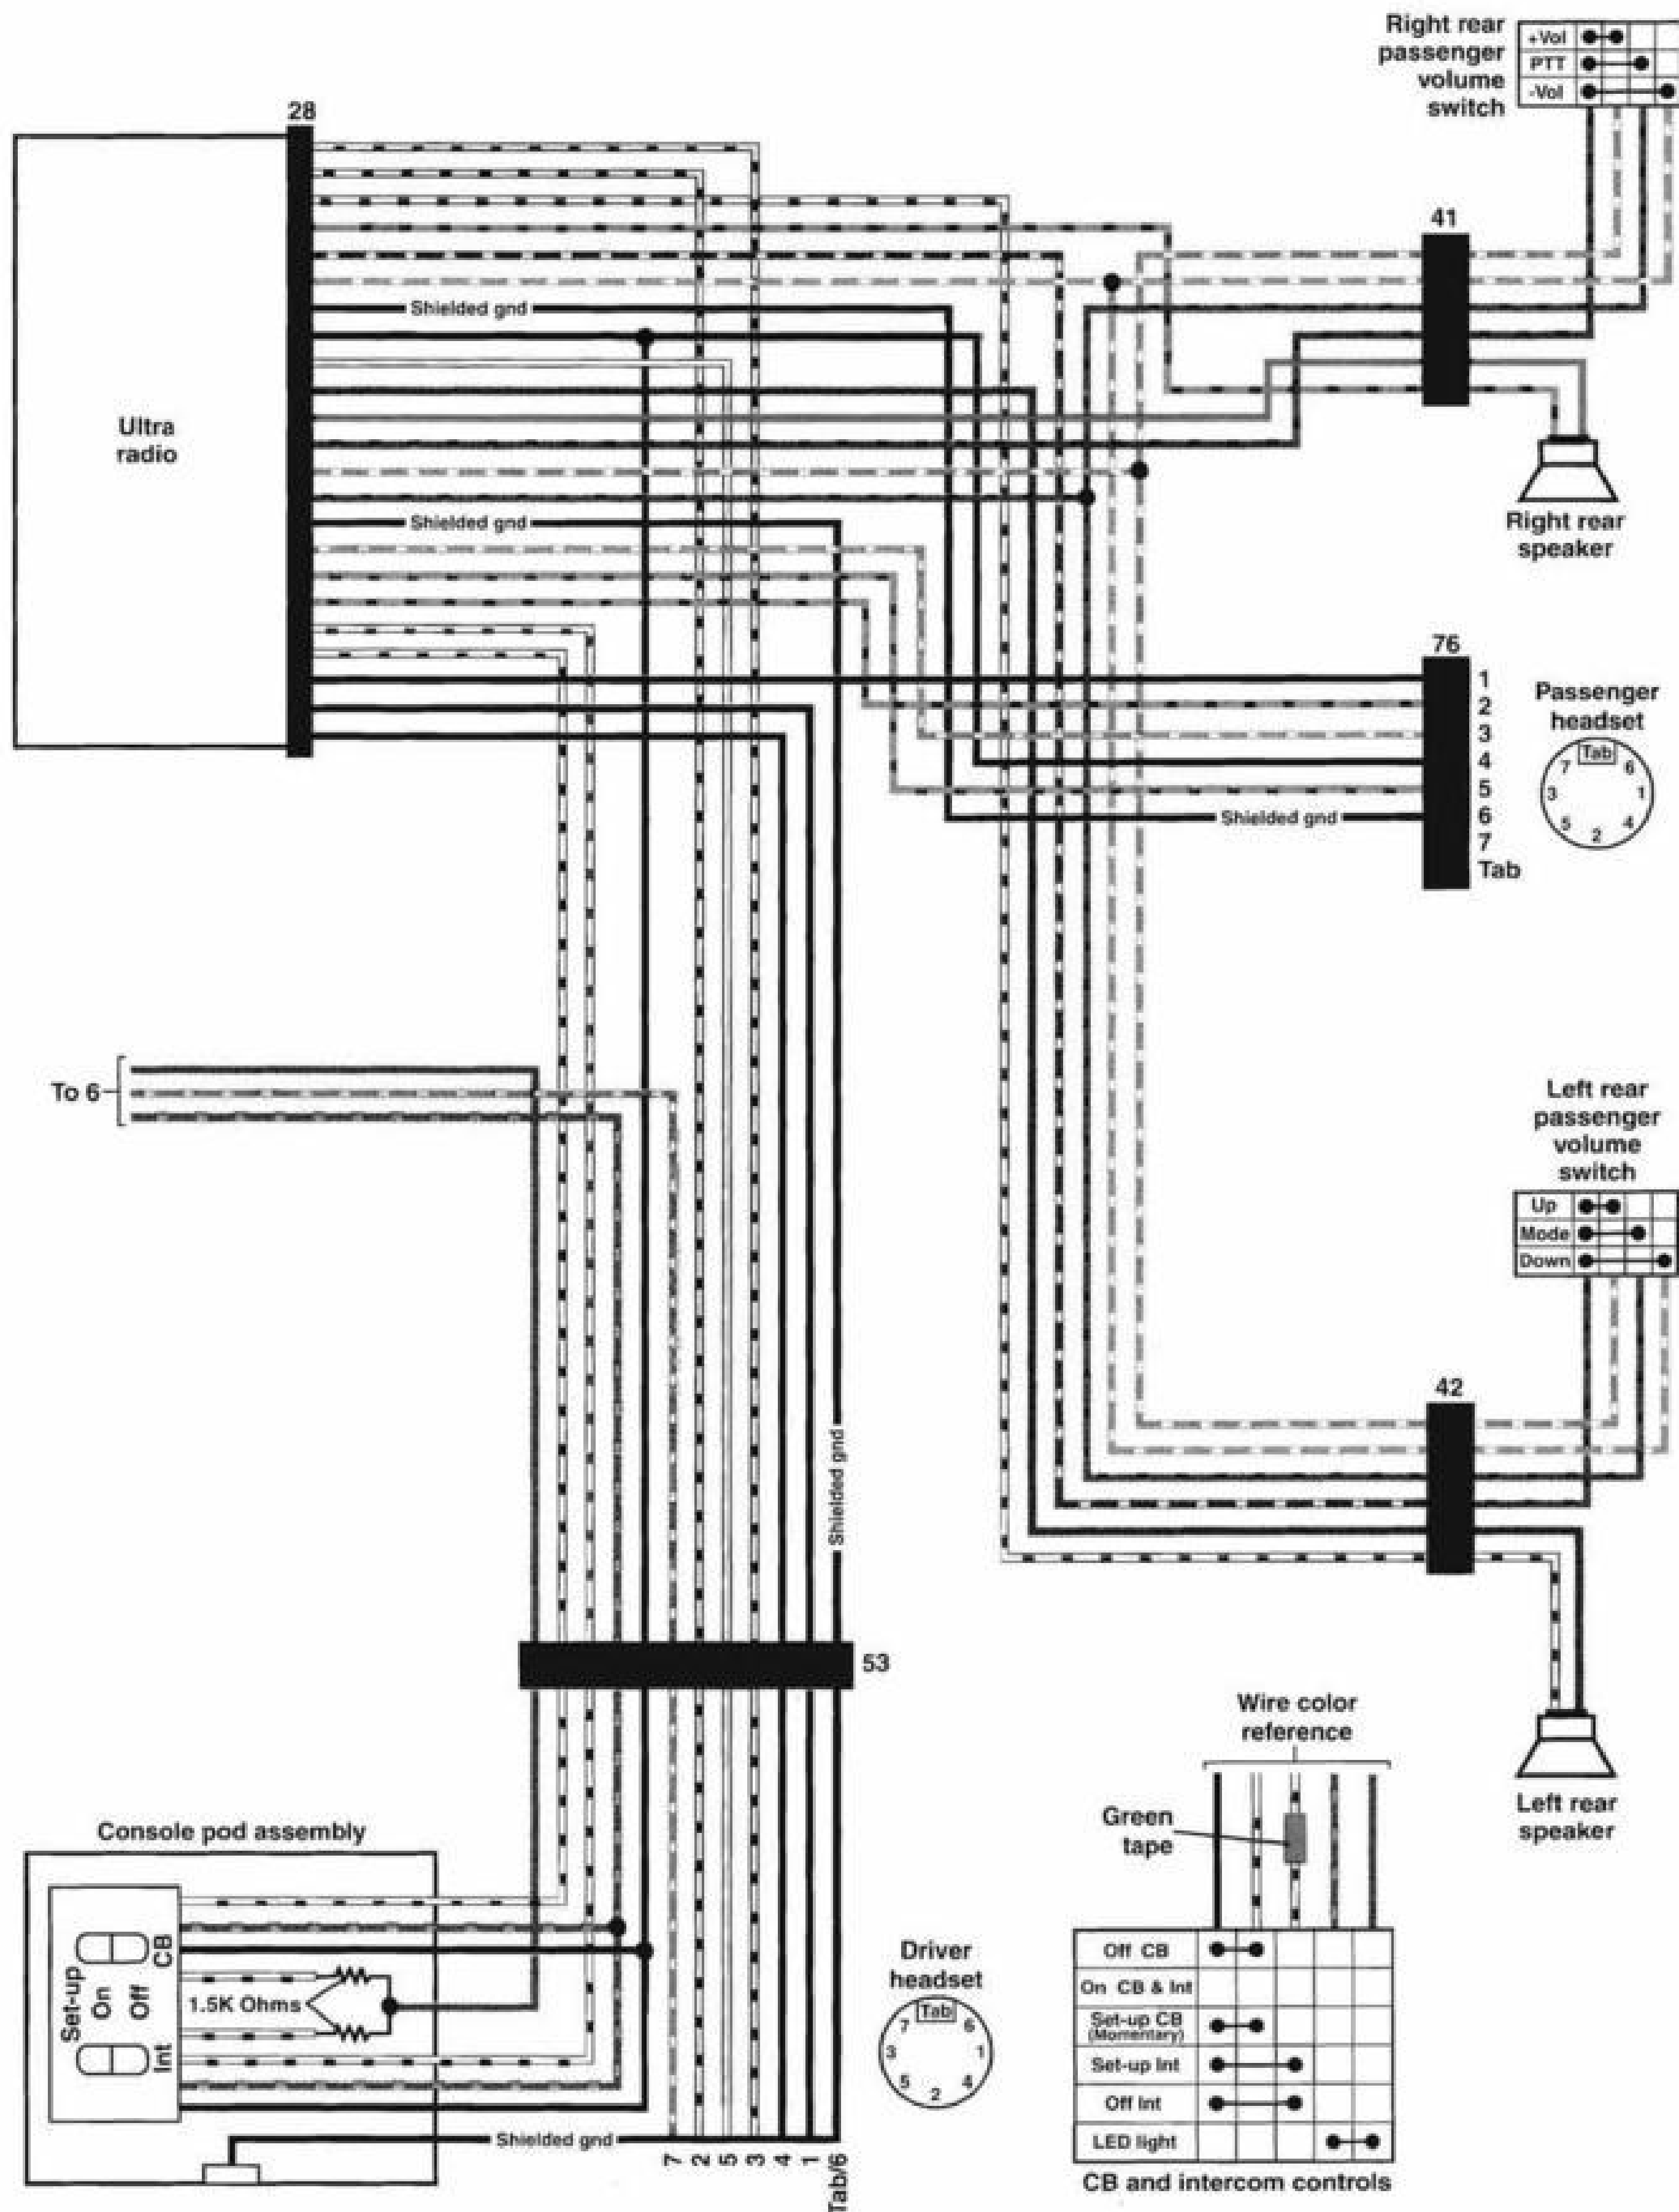 Right rear
passenger
volume
switch
+Vol
PTT
-Vol
28
41
Shielded gnd
Ultra
radio
Shielded gnd
Right rear
speaker
76
1
2
3
4
5
6
7
Tab
Passenger
headset
Tab
7 6
3 1
5 4
2
Shielded gnd
To 6
Left rear
passenger
volume
switch
Up
Mode
Down
42
Shielded gnd
53
Wire color
reference
Green
tape
Left rear
speaker
Console pod assembly
Set-up
On
Off
CB
Int
1.5K Ohms
Shielded gnd
7
2
5
3
4
1
Tab/6
Driver
headset
Tab
7 6
3 1
5 4
2
Off CB
On CB & Int
Set-up CB
(Momentary)
Set-up Int
Off Int
LED light
CB and intercom controls